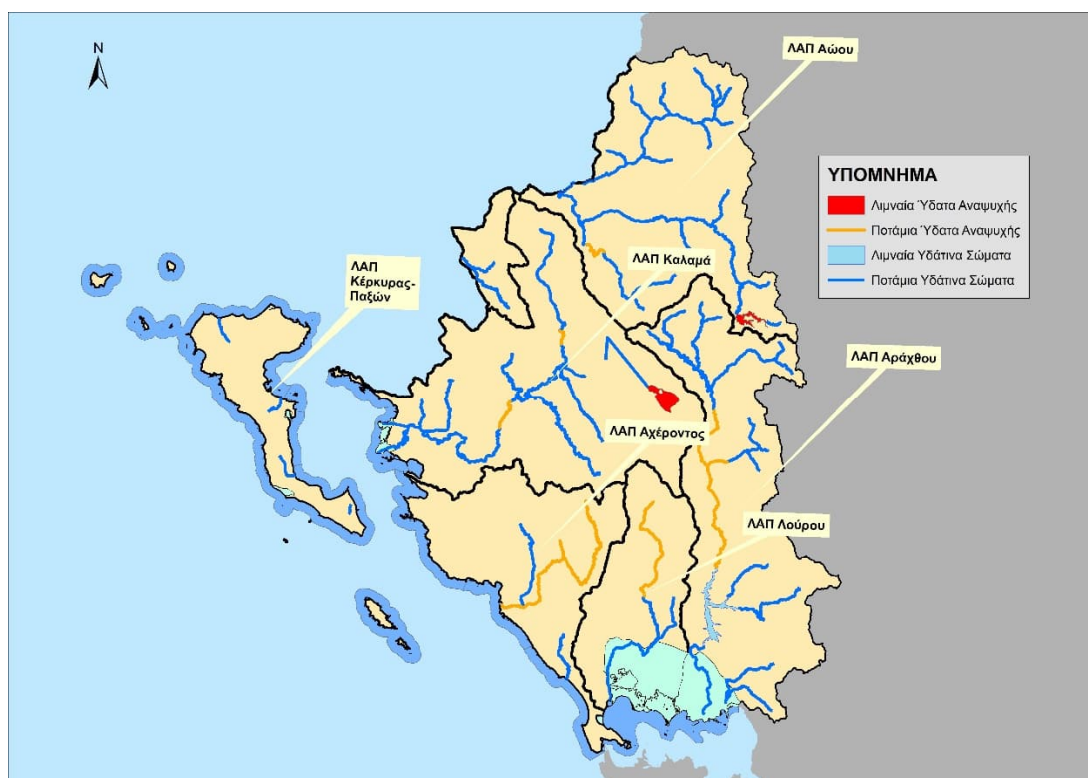 N
ΛΑΠ Αώου
ΥΠΟΜΝΗΜΑ
Λιμναία Ύδατα Αναψυχής
Ποτάμια Ύδατα Αναψυχής
Λιμναία Υδάτινα Σώματα
Ποτάμια Υδάτινα Σώματα
ΛΑΠ Καλαμά
ΛΑΠ
Κέρκυρας-
Παξών
ΛΑΠ Αράχθου
ΛΑΠ Αχέροντος
ΛΑΠ Λούρου